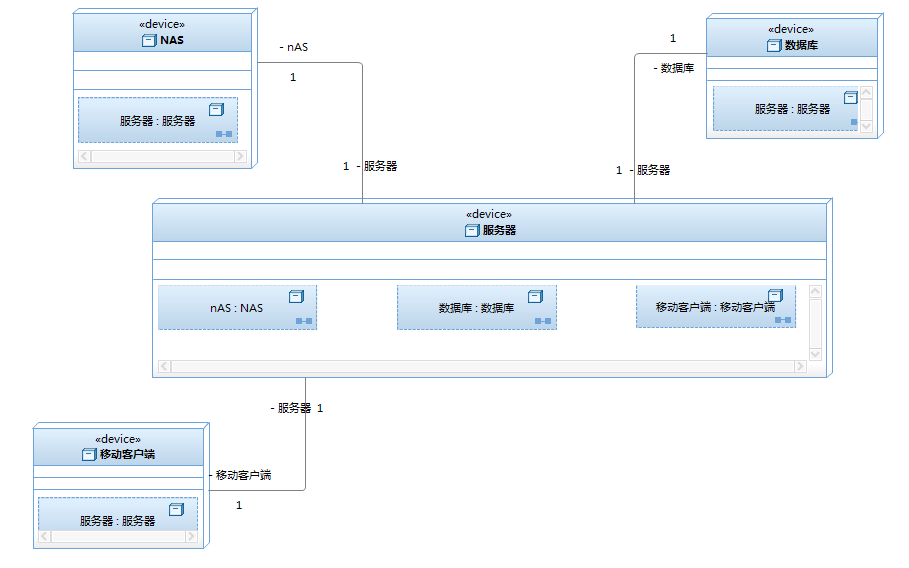 «device»
NAS
服务器 : 服务器
- nAS
1
1 - 服务器
«device»
数据库
服务器 : 服务器
1
- 数据库
1 - 服务器
«device»
服务器
nAS : NAS
数据库 : 数据库
移动客户端 : 移动客户端
- 服务器 1
«device»
移动客户端
服务器 : 服务器
- 移动客户端
1